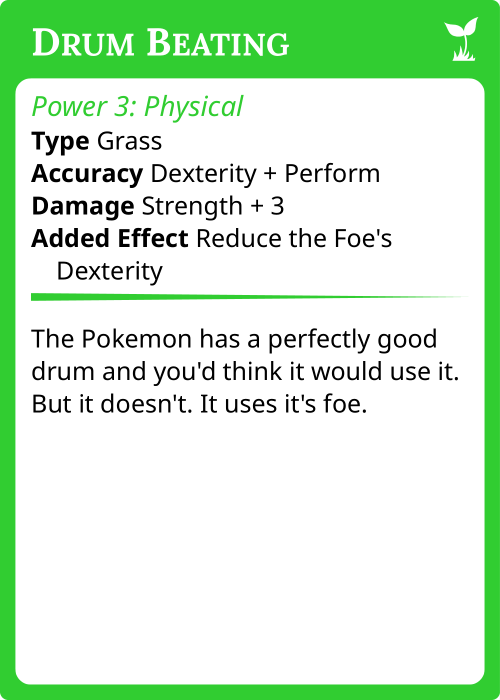 Drum Beating
Power 3: Physical
Type Grass
Accuracy Dexterity + Perform
Damage Strength + 3
Added Effect Reduce the Foe's
Dexterity
The Pokemon has a perfectly good
drum and you'd think it would use it.
But it doesn't. It uses it's foe.